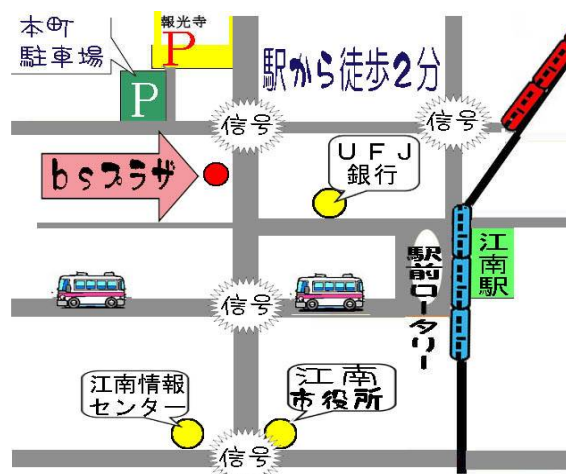 本町
駐車場
報光寺
P
P
駅から徒歩2分
信号
信号
bsプラザ
UFJ
銀行
駅前ロータリー
江南駅
信号
江南情報
センター
江南
市役所
信号